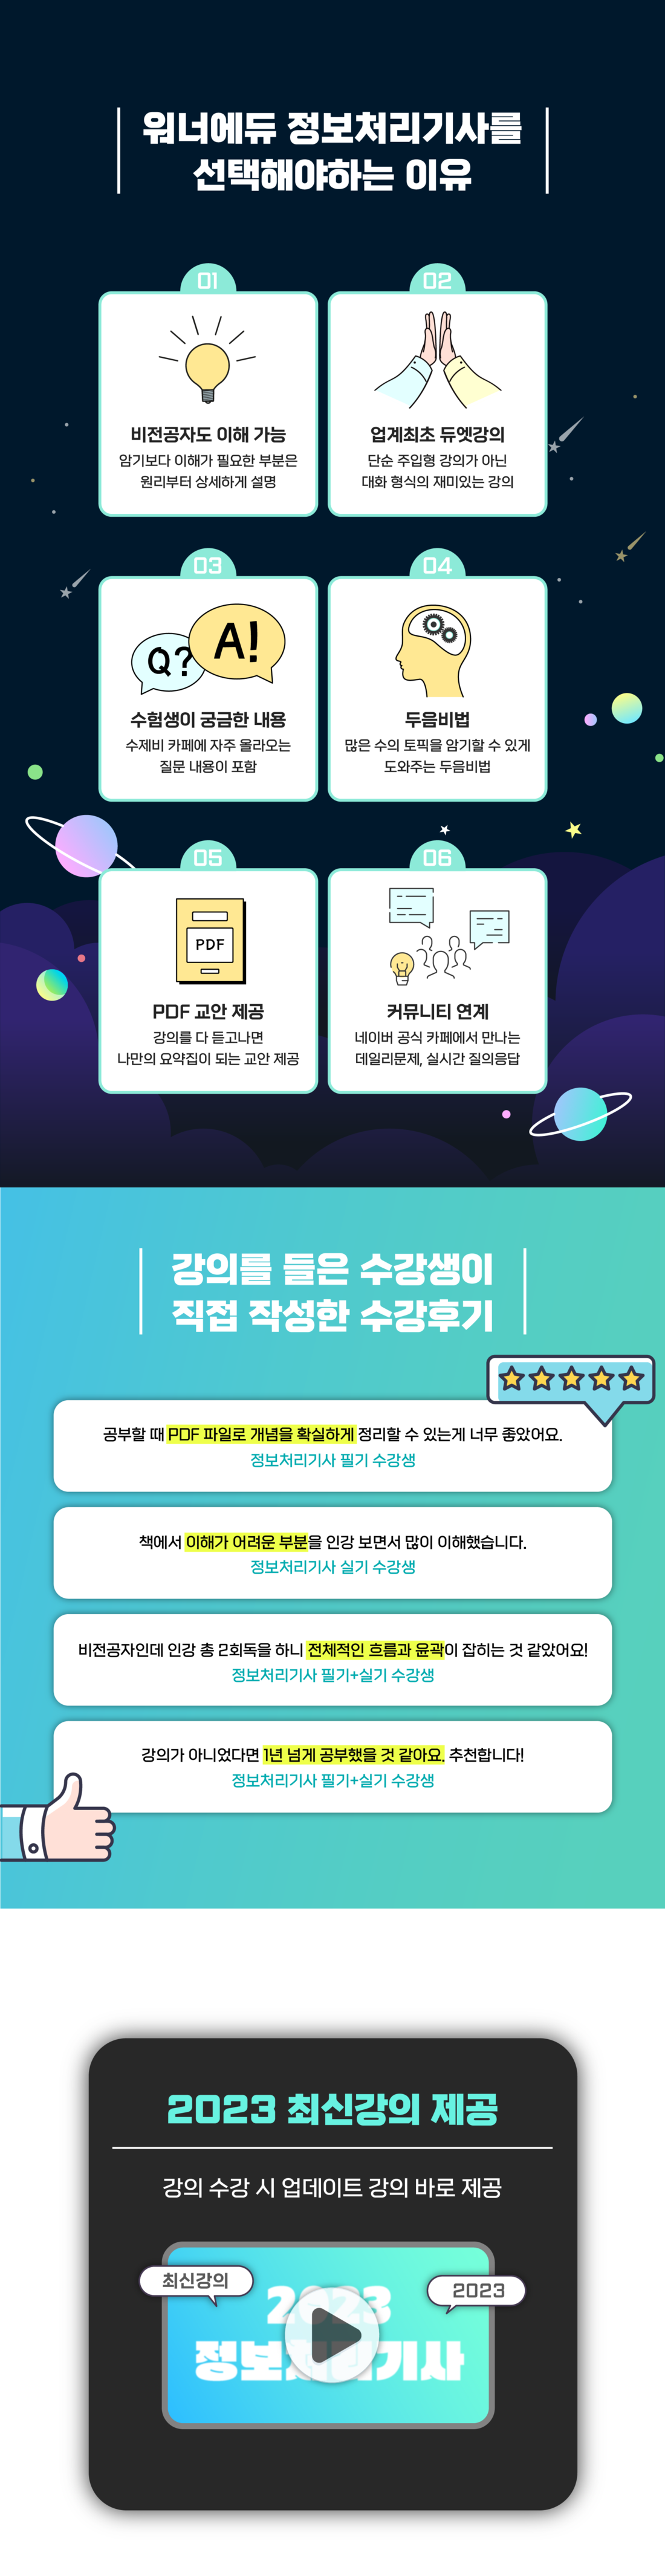 워너에듀 정보처리기사를
선택해야하는 이유
01
비전공자도 이해 가능
암기보다 이해가 필요한 부분은
원리부터 상세하게 설명
02
업계최초 듀엣강의
단순 주입형 강의가 아닌
대화 형식의 재미있는 강의
03
Q?
A!
수험생이 궁금한 내용
수제비 카페에 자주 올라오는
질문 내용이 포함
04
두음비법
많은 수의 토픽을 암기할 수 있게
도와주는 두음비법
05
PDF
PDF 교안 제공
강의를 다 듣고나면
나만의 요약집이 되는 교안 제공
06
커뮤니티 연계
네이버 공식 카페에서 만나는
데일리문제, 실시간 질의응답
강의를 들은 수강생이
직접 작성한 수강후기
공부할 때 PDF 파일로 개념을 확실하게 정리할 수 있는게 너무 좋았어요.
정보처리기사 필기 수강생
책에서 이해가 어려운 부분을 인강 보면서 많이 이해했습니다.
정보처리기사 실기 수강생
비전공자인데 인강 총 2회독을 하니 전체적인 흐름과 윤곽이 잡히는 것 같았어요!
정보처리기사 필기+실기 수강생
강의가 아니었다면 1년 넘게 공부했을 것 같아요. 추천합니다!
정보처리기사 필기+실기 수강생
2023 최신강의 제공
강의 수강 시 업데이트 강의 바로 제공
최신강의
2023
2023
정보처리기사